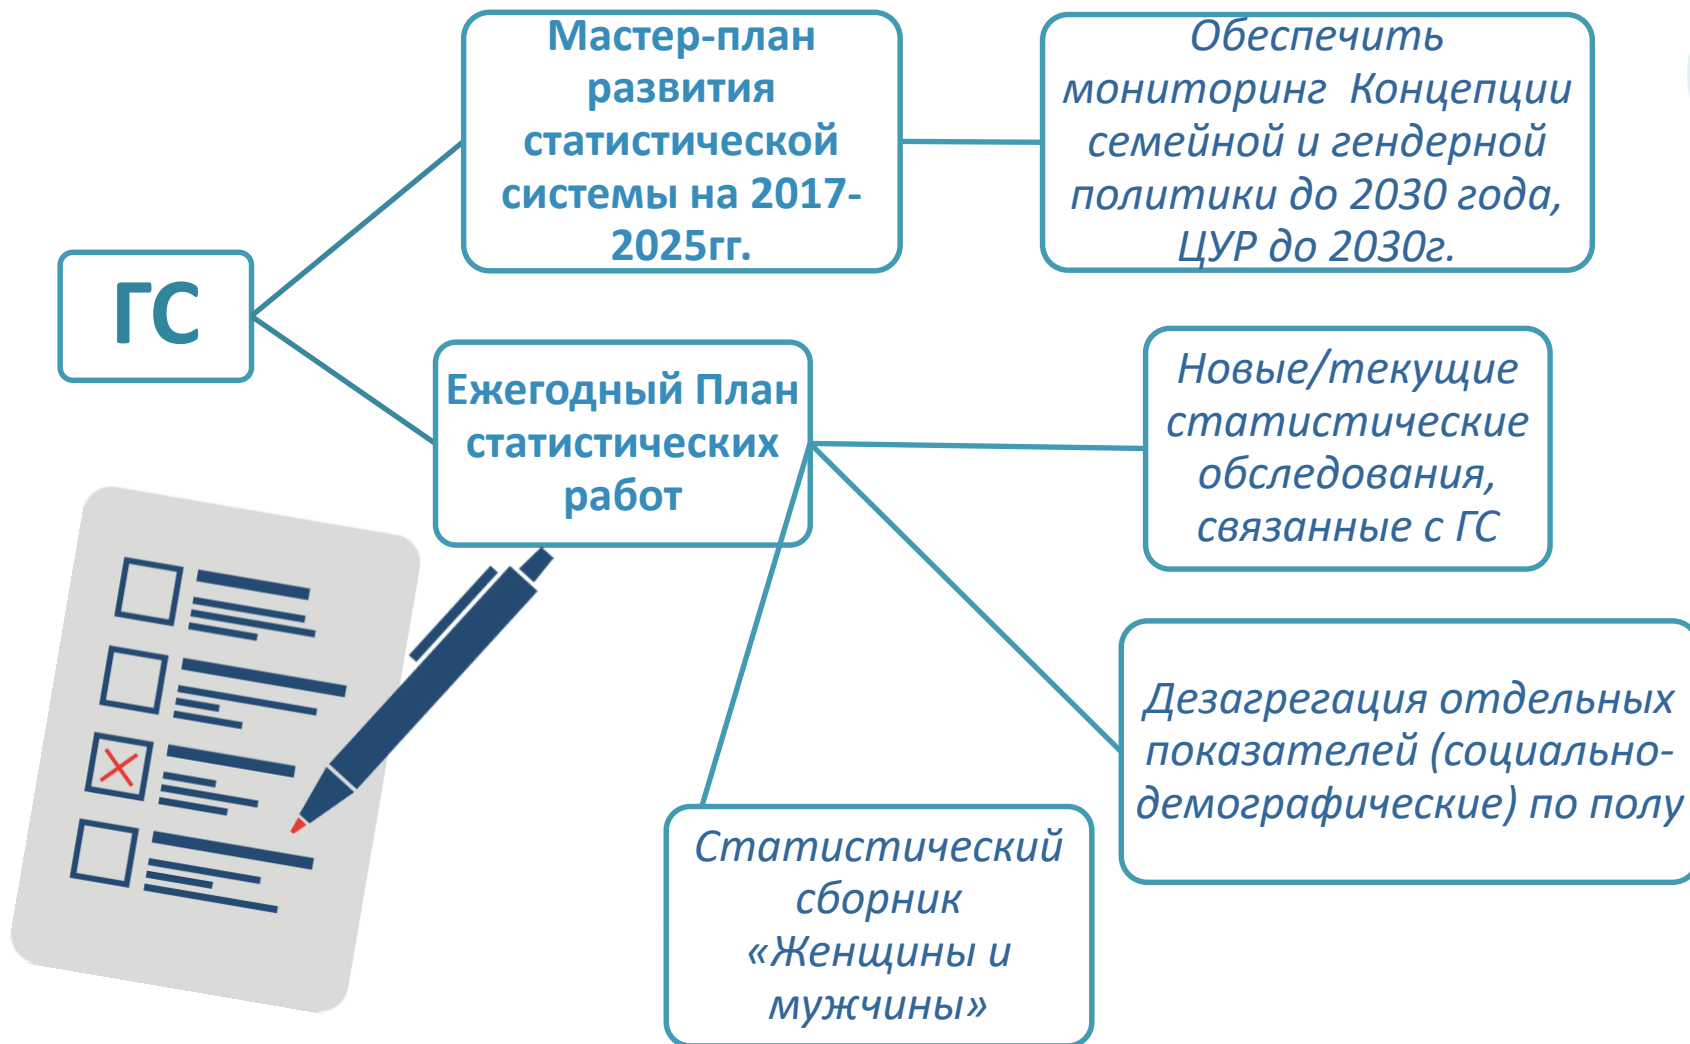 Мастер-план
развития
статистической
системы на 2017-
2025гг.
Обеспечить
мониторинг Концепции
семейной и гендерной
политики до 2030 года,
ЦУР до 2030г.
ГС
Ежегодный План
статистических
работ
Новые/текущие
статистические
обследования,
связанные с ГС
Дезагрегация отдельных
показателей (социально-
демографические) по полу
Статистический
сборник
«Женщины и
мужчины»